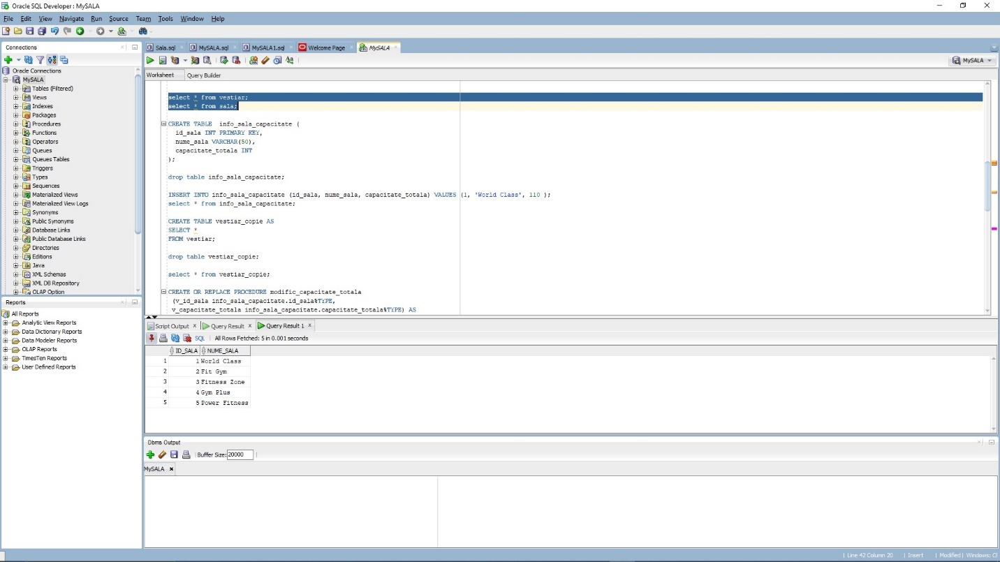 Oracle SQL Developer : MySALA
File Edit View Navigate Run Source Team Tools Window Help
Connections
Oracle Connections
MySALA
Tables (Filtered)
Views
Indexes
Packages
Procedures
Functions
Operators
Queues
Queues Tables
Triggers
Types
Sequences
Materialized Views
Materialized View Logs
Synonyms
Public Synonyms
Database Links
Public Database Links
Directories
Editions
Java
XML Schemas
XML DB Repository
OLAP Option
Reports
All Reports
Analytic View Reports
Data Dictionary Reports
Data Modeler Reports
OLAP Reports
TimesTen Reports
User Defined Reports
Sala.sql MySALA.sql MySALA1.sql Welcome Page MySALA
MySALA
Worksheet Query Builder
select * from vestiar;
select * from sala;
CREATE TABLE info_sala_capacitate (
id_sala INT PRIMARY KEY,
nume_sala VARCHAR(50),
capacitate_totala INT
);
drop table info_sala_capacitate;
INSERT INTO info_sala_capacitate (id_sala, nume_sala, capacitate_totala) VALUES (1, 'World Class', 110 );
select * from info_sala_capacitate;
CREATE TABLE vestiar_copie AS
SELECT *
FROM vestiar;
drop table vestiar_copie;
select * from vestiar_copie;
CREATE OR REPLACE PROCEDURE modific_capacitate_totala
(v_id_sala info_sala_capacitate.id_sala%TYPE,
v_capacitate_totala info_sala_capacitate.capacitate_totala%TYPE) AS
Script Output × Query Result × Query Result 1 ×
SQL | All Rows Fetched: 5 in 0.001 seconds
ID_SALA NUME_SALA
1 1 World Class
2 2 Fit Gym
3 3 Fitness Zone
4 4 Gym Plus
5 5 Power Fitness
Dbms Output
Buffer Size: 20000
MySALA ×
Line 42 Column 20 | Insert | Modified | Windows: C